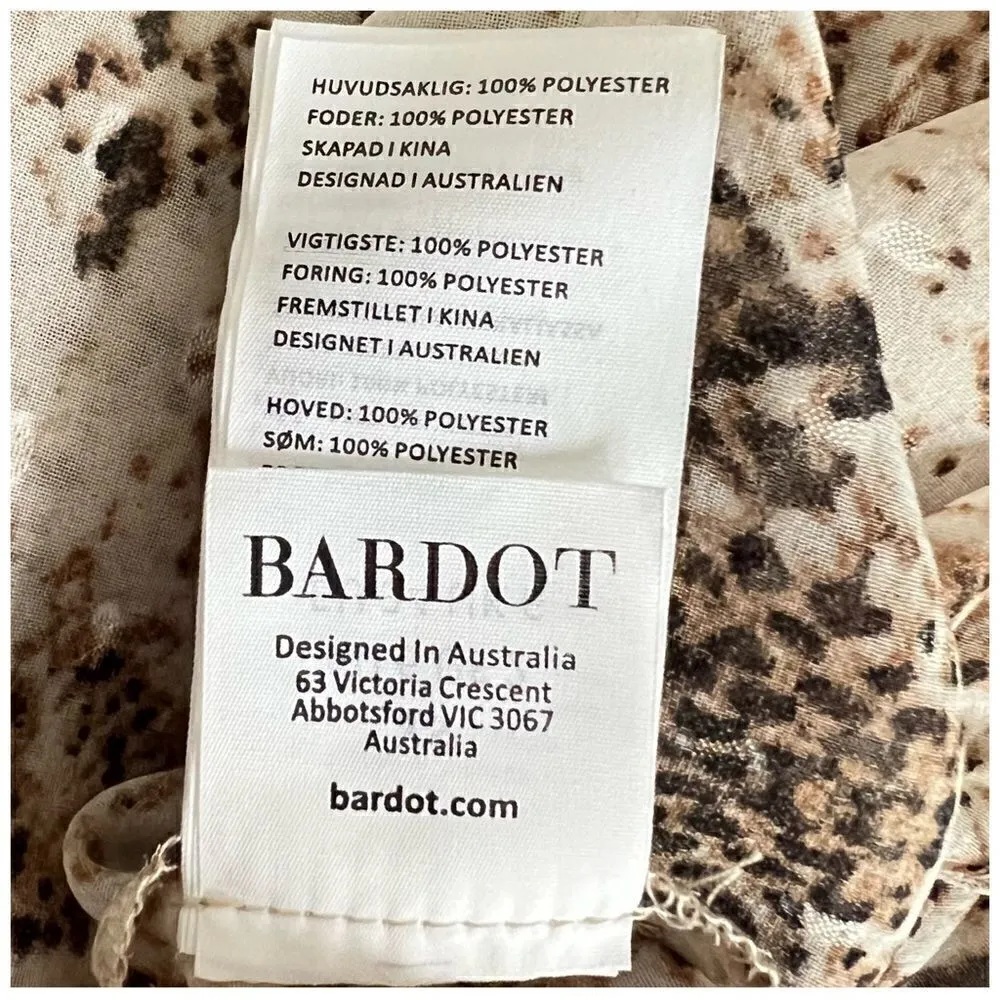 HUVUDSAKLIG: 100% POLYESTER
FODER: 100% POLYESTER
SKAPAD I KINA
DESIGNAD I AUSTRALIEN
VIGTIGSTE: 100% POLYESTER
FORING: 100% POLYESTER
FREMSTILLET I KINA
DESIGNET I AUSTRALIEN
HOVED: 100% POLYESTER
SØM: 100% POLYESTER
BARDOT
Designed In Australia
63 Victoria Crescent
Abbotsford VIC 3067
Australia
bardot.com